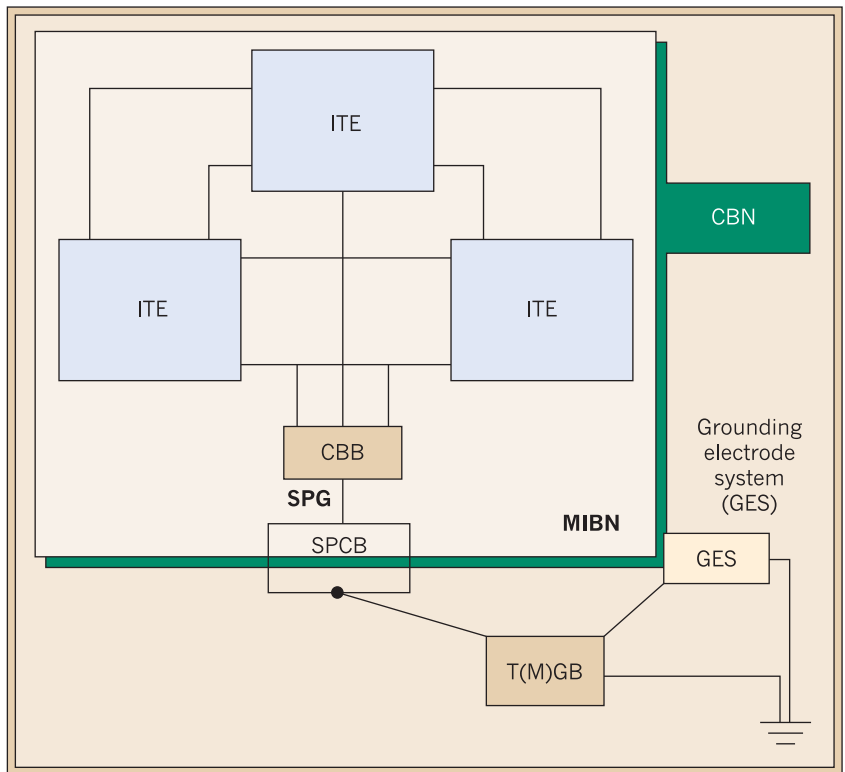 ITE
CBN
ITE
ITE
CBB
Grounding
electrode
system
(GES)
SPG
MIBN
SPCB
GES
T(M)GB